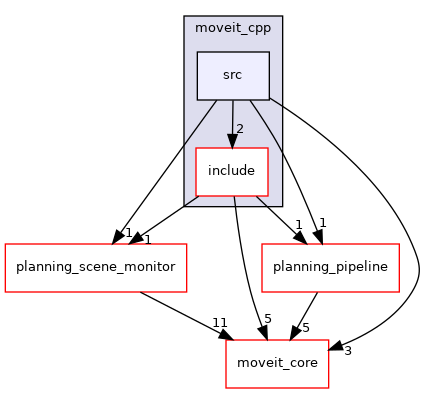 moveit_cpp
src
2
include
1
1
1
1
planning_scene_monitor
planning_pipeline
11
5
5
3
moveit_core